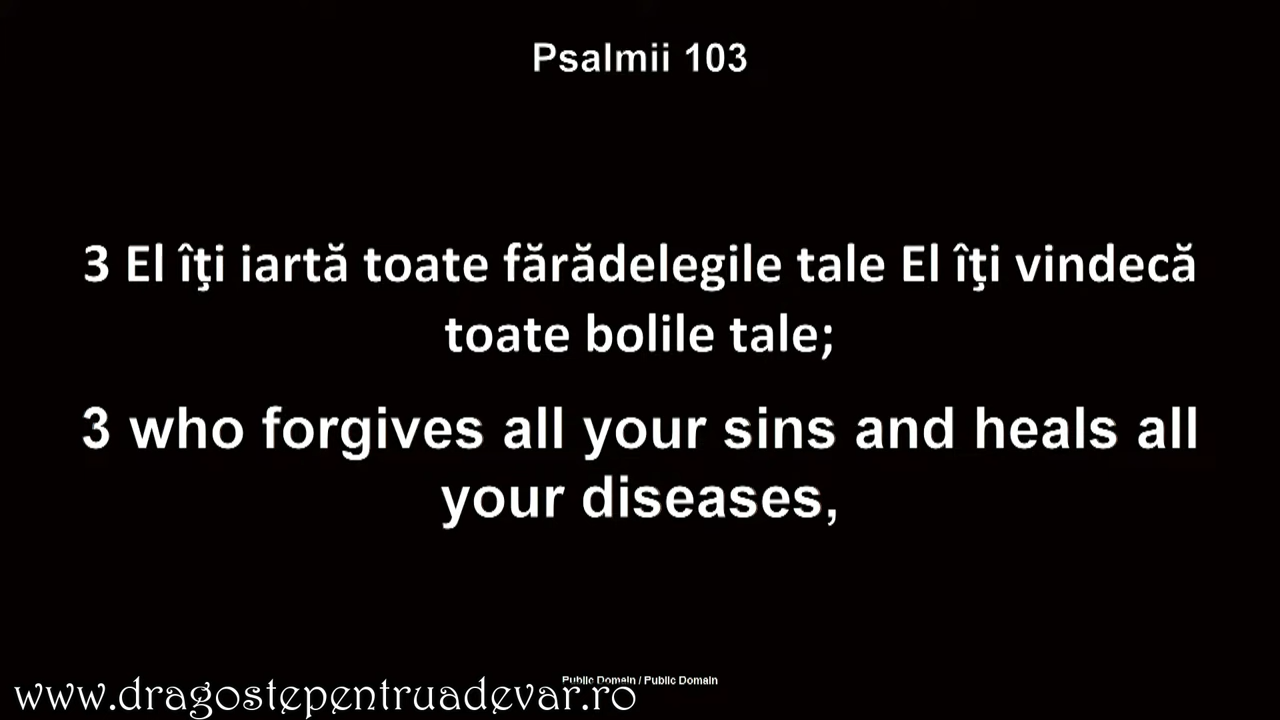 Psalmii 103
3 El îţi iartă toate fărădelegile tale El îţi vindecă
toate bolile tale;
3 who forgives all your sins and heals all
your diseases,
Public Domain / Public Domain
www.dragostepentruadevar.ro